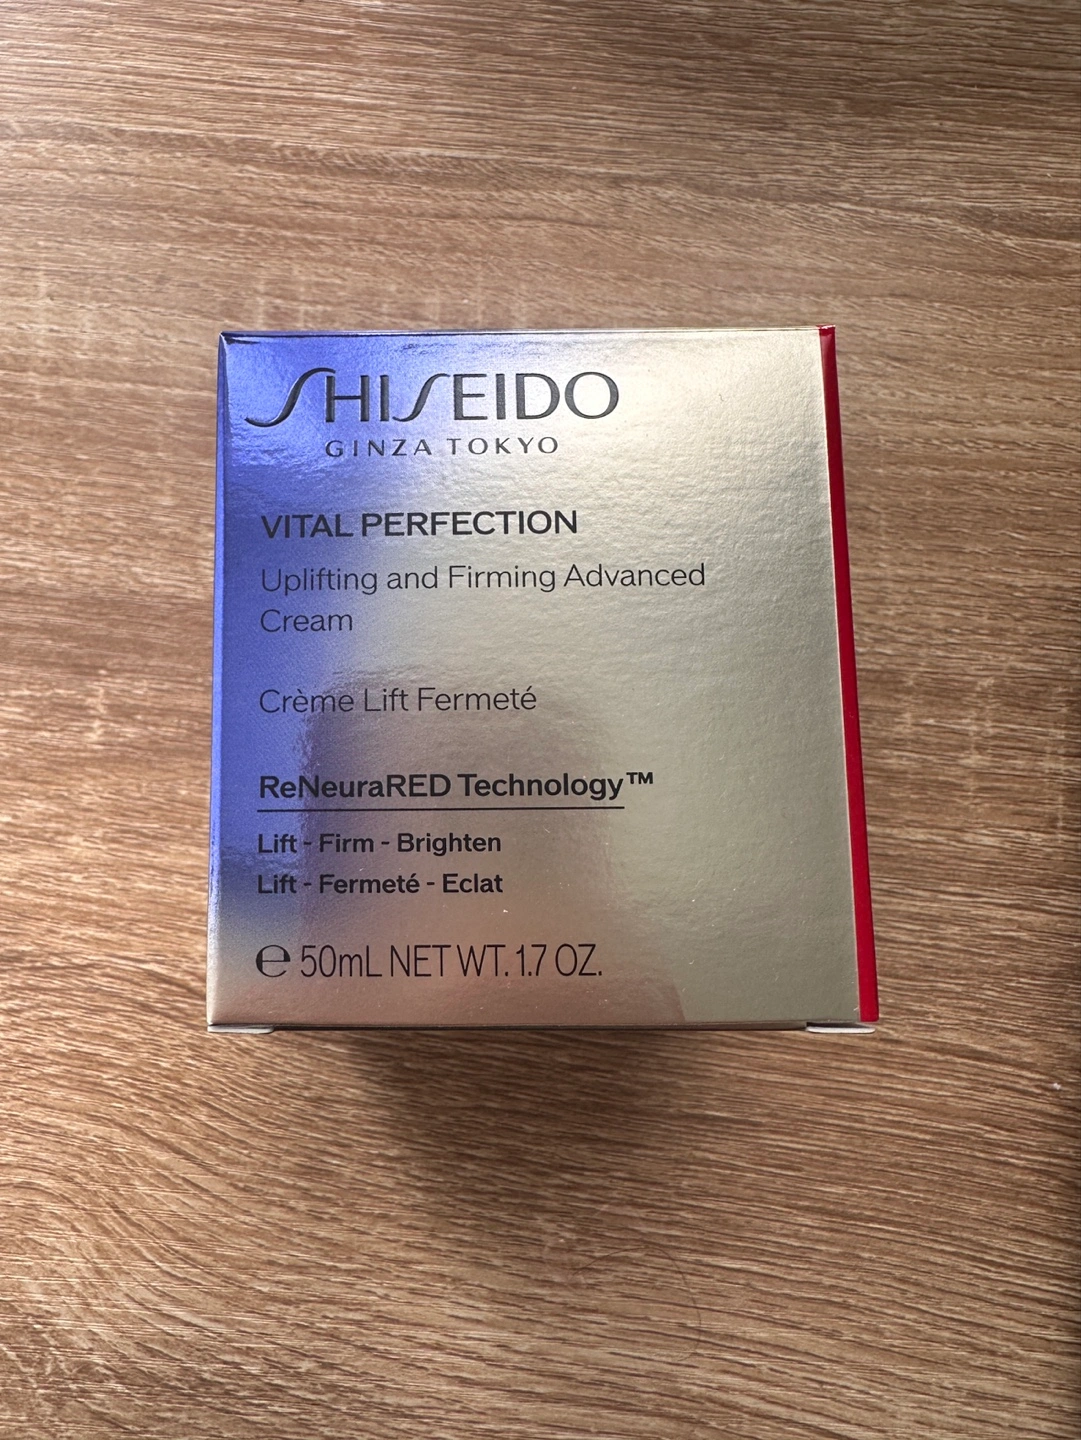 SHISEIDO
GINZA TOKYO
VITAL PERFECTION
Uplifting and Firming Advanced
Cream
Crème Lift Fermeté
ReNeuraRED Technology™
Lift - Firm - Brighten
Lift - Fermeté - Eclat
℮ 50mL NET WT. 1.7 OZ.